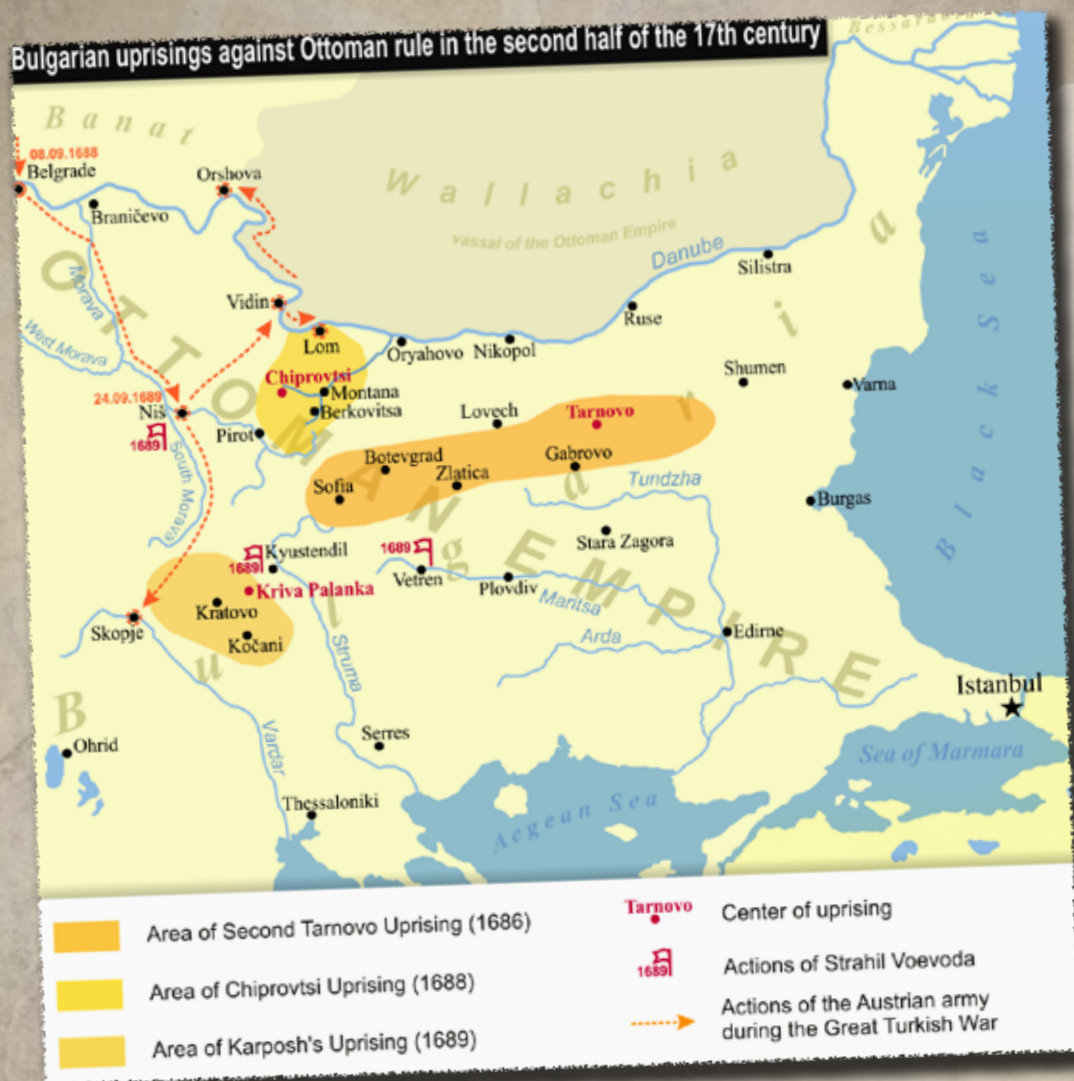 Bulgarian uprisings against Ottoman rule in the second half of the 17th century
Bessarabia
Banat
08.09.1688
Belgrade
Orshova
Wallachia
vassal of the Ottoman Empire
Braničevo
Danube
Silistra
Morava
Vidin
Ruse
West Morava
Lom
Oryahovo
Nikopol
Shumen
Varna
Chiprovtsi
Montana
24.09.1689
Niš
Berkovitsa
Lovech
Tarnovo
1689
Pirot
South Morava
Botevgrad
Gabrovo
Zlatica
Sofia
Tundzha
Burgas
Black Sea
OTTOMAN EMPIRE
Bulgaria
Stara Zagora
Kyustendil
1689
1689
Vetren
Plovdiv
Maritsa
Kriva Palanka
Kratovo
Skopje
Kočani
Arda
Edirne
Struma
Istanbul
Vardar
Serres
Ohrid
Sea of Marmara
Thessaloniki
Aegean Sea
Area of Second Tarnovo Uprising (1686)
Area of Chiprovtsi Uprising (1688)
Area of Karposh's Uprising (1689)
Tarnovo
Center of uprising
1689
Actions of Strahil Voevoda
Actions of the Austrian army
during the Great Turkish War